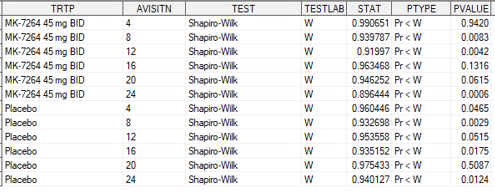 TRTP AVISITN TEST TESTLAB STAT PTYPE PVALUE
MK-7264 45 mg BID 4 Shapiro-Wilk W 0.990651 Pr < W 0.9420
MK-7264 45 mg BID 8 Shapiro-Wilk W 0.939787 Pr < W 0.0083
MK-7264 45 mg BID 12 Shapiro-Wilk W 0.91997 Pr < W 0.0042
MK-7264 45 mg BID 16 Shapiro-Wilk W 0.963468 Pr < W 0.1316
MK-7264 45 mg BID 20 Shapiro-Wilk W 0.946252 Pr < W 0.0615
MK-7264 45 mg BID 24 Shapiro-Wilk W 0.896444 Pr < W 0.0006
Placebo 4 Shapiro-Wilk W 0.960446 Pr < W 0.0465
Placebo 8 Shapiro-Wilk W 0.932698 Pr < W 0.0029
Placebo 12 Shapiro-Wilk W 0.953558 Pr < W 0.0515
Placebo 16 Shapiro-Wilk W 0.935152 Pr < W 0.0175
Placebo 20 Shapiro-Wilk W 0.975433 Pr < W 0.5087
Placebo 24 Shapiro-Wilk W 0.940127 Pr < W 0.0124